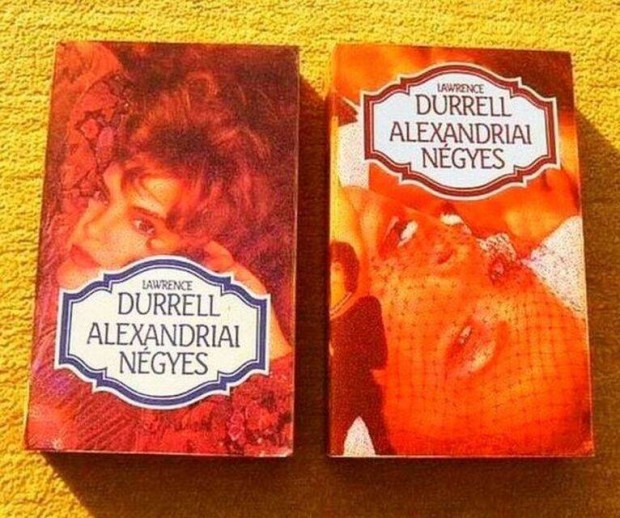 LAWRENCE
DURRELL
ALEXANDRIAI
NÉGYES
LAWRENCE
DURRELL
ALEXANDRIAI
NÉGYES